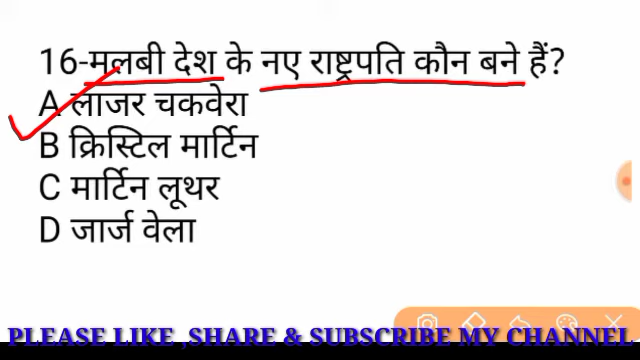 16-मलबी देश के नए राष्ट्रपति कौन बने हैं?
A लाजर चकवेरा
B क्रिस्टिल मार्टिन
C मार्टिन लूथर
D जार्ज वेला
PLEASE LIKE ,SHARE & SUBSCRIBE MY CHANNEL